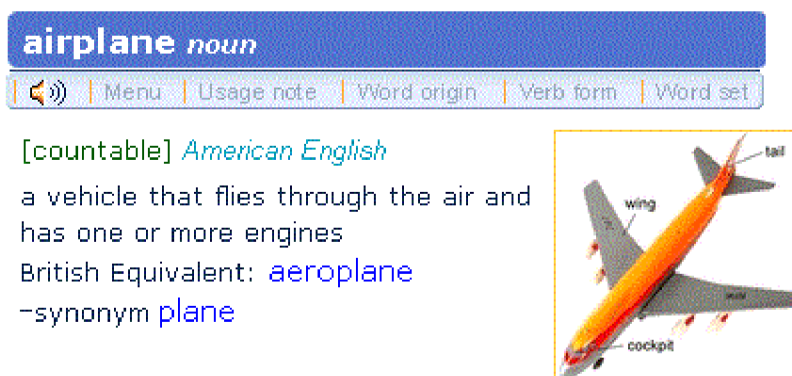 airplane noun
Menu | Usage note | Word origin | Verb form | Word set
[countable] American English
a vehicle that flies through the air and
has one or more engines
British Equivalent: aeroplane
-synonym plane
tail
wing
cockpit